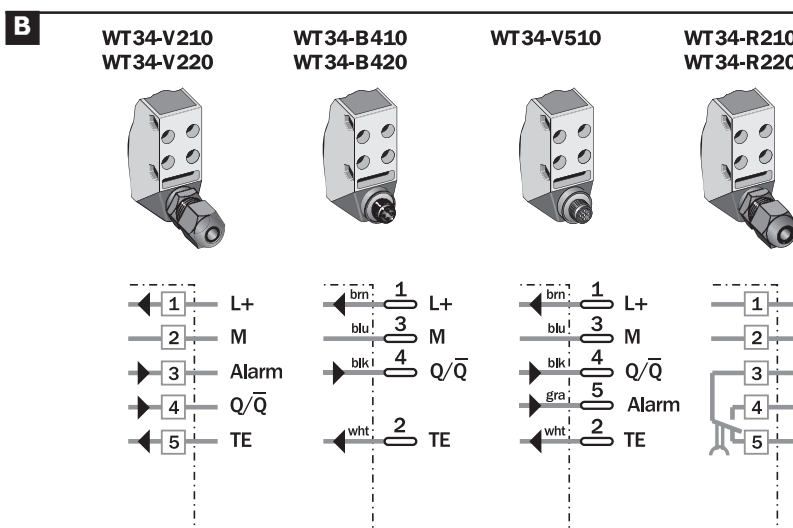 B
WT34-V210
WT34-V220
WT34-B410
WT34-B420
WT34-V510
WT34-R210
WT34-R220
1 L+
2 M
3 Alarm
4 Q/Q̅
5 TE
brn 1 L+
blu 3 M
blk 4 Q/Q̅
wht 2 TE
brn 1 L+
blu 3 M
blk 4 Q/Q̅
gra 5 Alarm
wht 2 TE
1
2
3
4
5